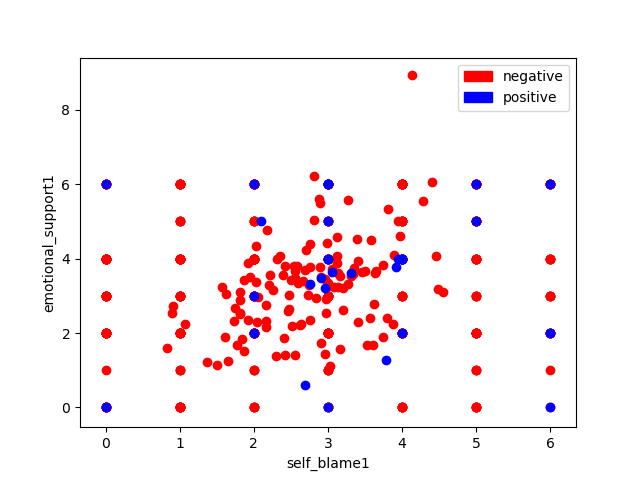 negative
positive
8
6
4
2
0
emotional_support1
0 1 2 3 4 5 6
self_blame1